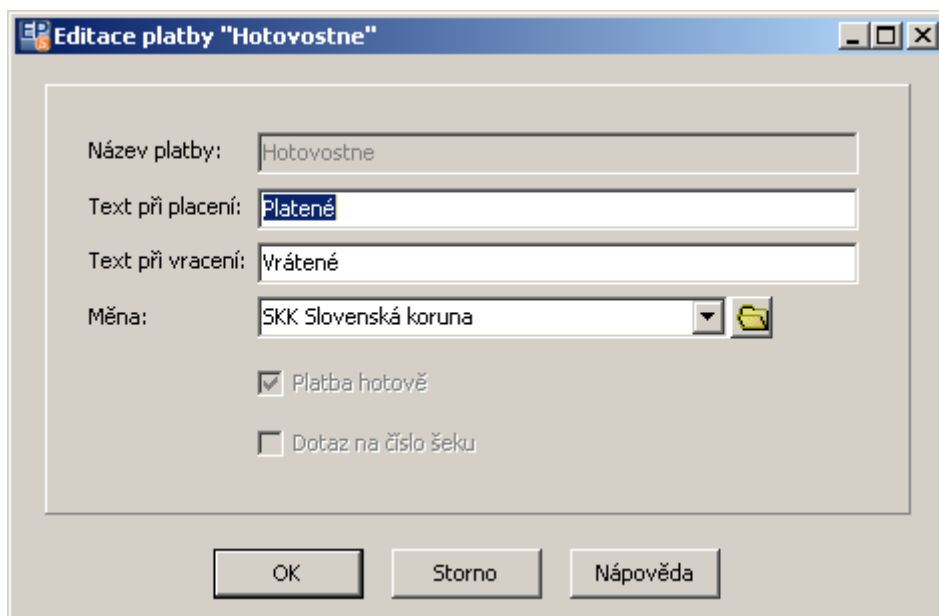 Editace platby "Hotovostne"
Název platby: Hotovostne
Text při placení: Platené
Text při vracení: Vrátené
Měna: SKK Slovenská koruna
Platba hotově
Dotaz na číslo šeku
OK Storno Nápověda